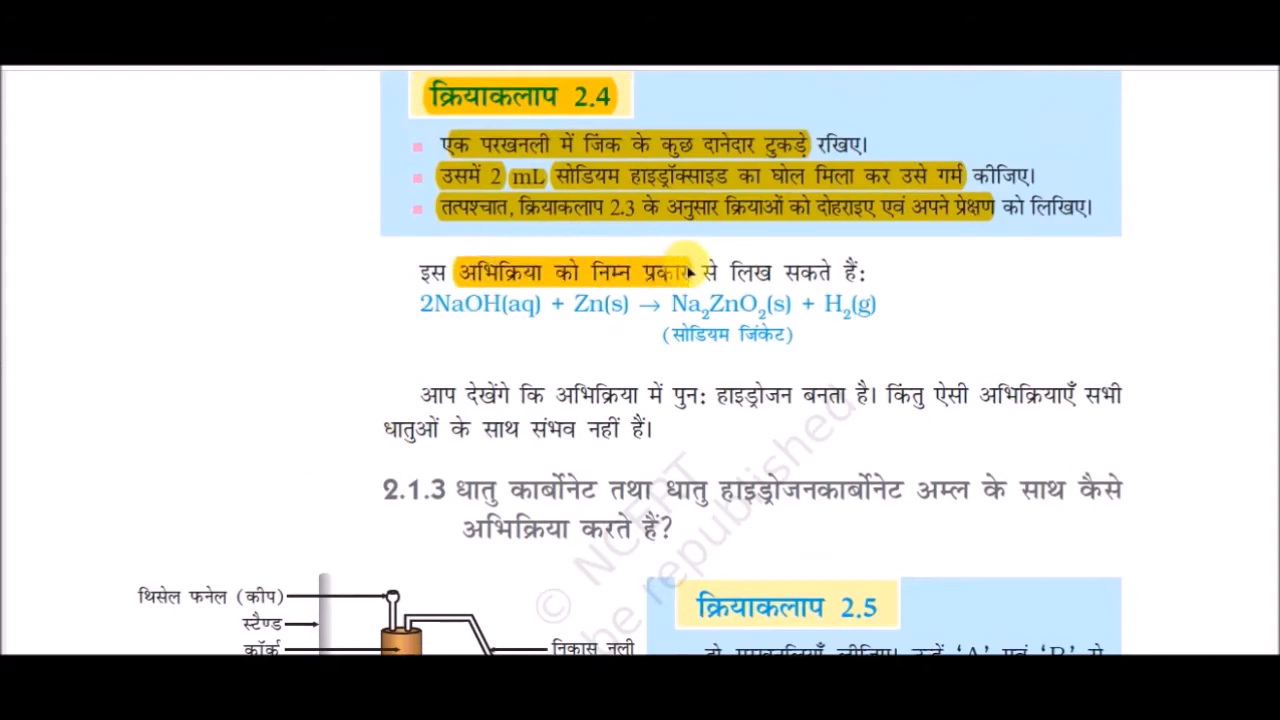 क्रियाकलाप 2.4
एक परखनली में जिंक के कुछ दानेदार टुकड़े रखिए।
उसमें 2 mL सोडियम हाइड्रॉक्साइड का घोल मिला कर उसे गर्म कीजिए।
तत्पश्चात, क्रियाकलाप 2.3 के अनुसार क्रियाओं को दोहराइए एवं अपने प्रेक्षण को लिखिए।
इस अभिक्रिया को निम्न प्रकार से लिख सकते हैं:
2NaOH(aq) + Zn(s) → Na₂ZnO₂(s) + H₂(g)
(सोडियम जिंकेट)
आप देखेंगे कि अभिक्रिया में पुन: हाइड्रोजन बनता है। किंतु ऐसी अभिक्रियाएँ सभी
धातुओं के साथ संभव नहीं हैं।
2.1.3 धातु कार्बोनेट तथा धातु हाइड्रोजनकार्बोनेट अम्ल के साथ कैसे
अभिक्रिया करते हैं?
थिसेल फनेल (कीप)
स्टैण्ड
कॉर्क
निकास नली
क्रियाकलाप 2.5
© NCERT
be republished